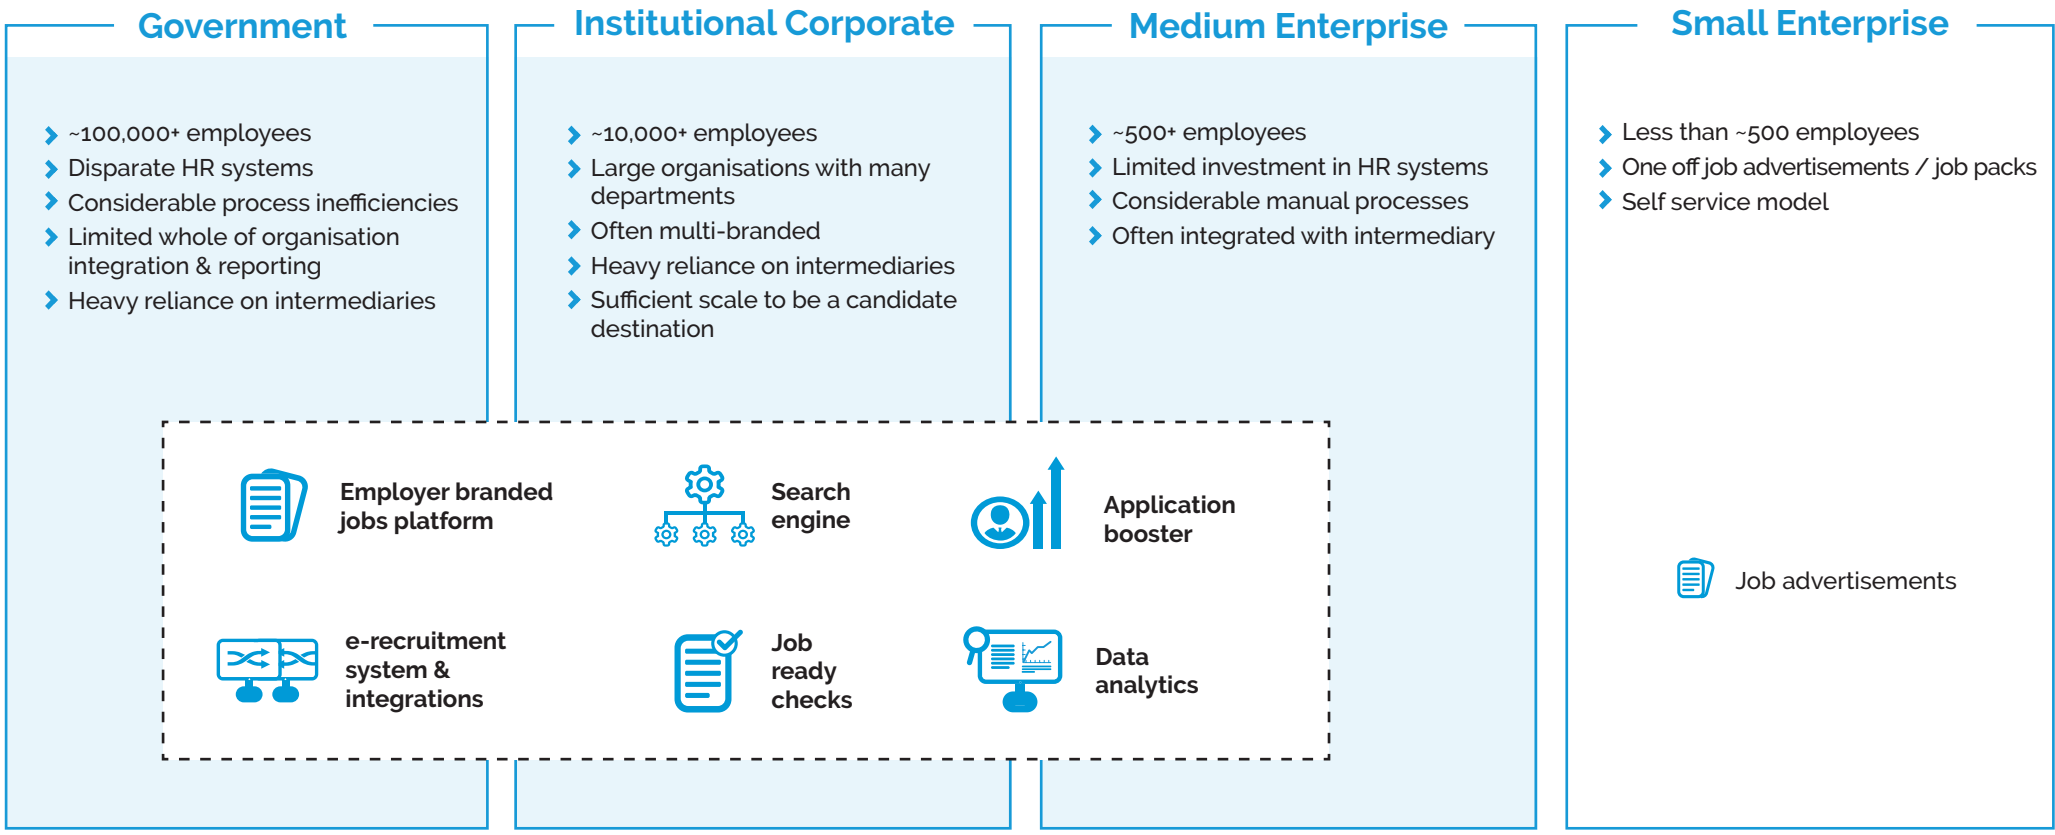 Government
~100,000+ employees
Disparate HR systems
Considerable process inefficiencies
Limited whole of organisation
integration & reporting
Heavy reliance on intermediaries
Institutional Corporate
~10,000+ employees
Large organisations with many
departments
Often multi-branded
Heavy reliance on intermediaries
Sufficient scale to be a candidate
destination
Medium Enterprise
~500+ employees
Limited investment in HR systems
Considerable manual processes
Often integrated with intermediary
Small Enterprise
Less than ~500 employees
One off job advertisements / job packs
Self service model
Employer branded
jobs platform
Search
engine
Application
booster
e-recruitment
system &
integrations
Job
ready
checks
Data
analytics
Job advertisements